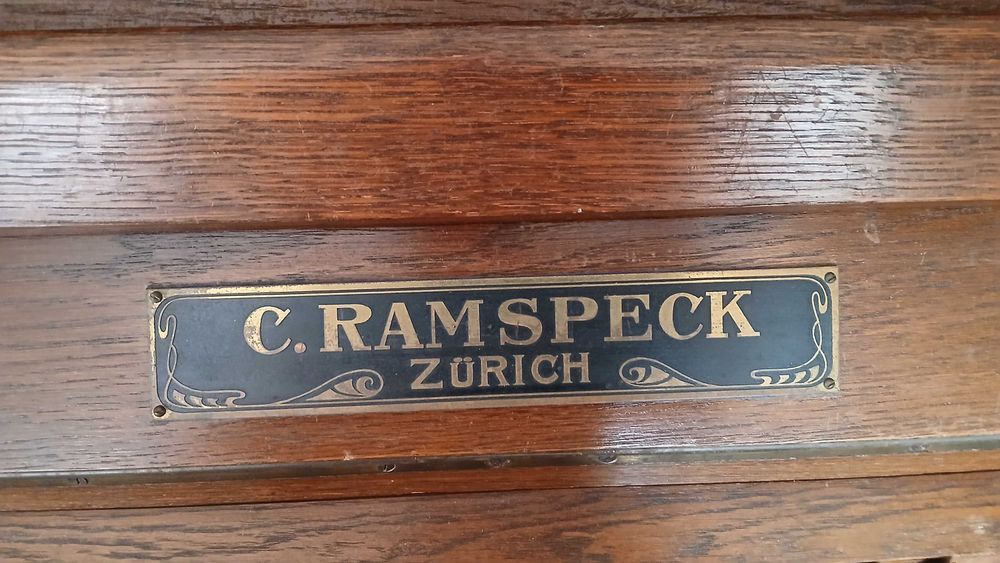 C. RAMSPECK
ZÜRICH